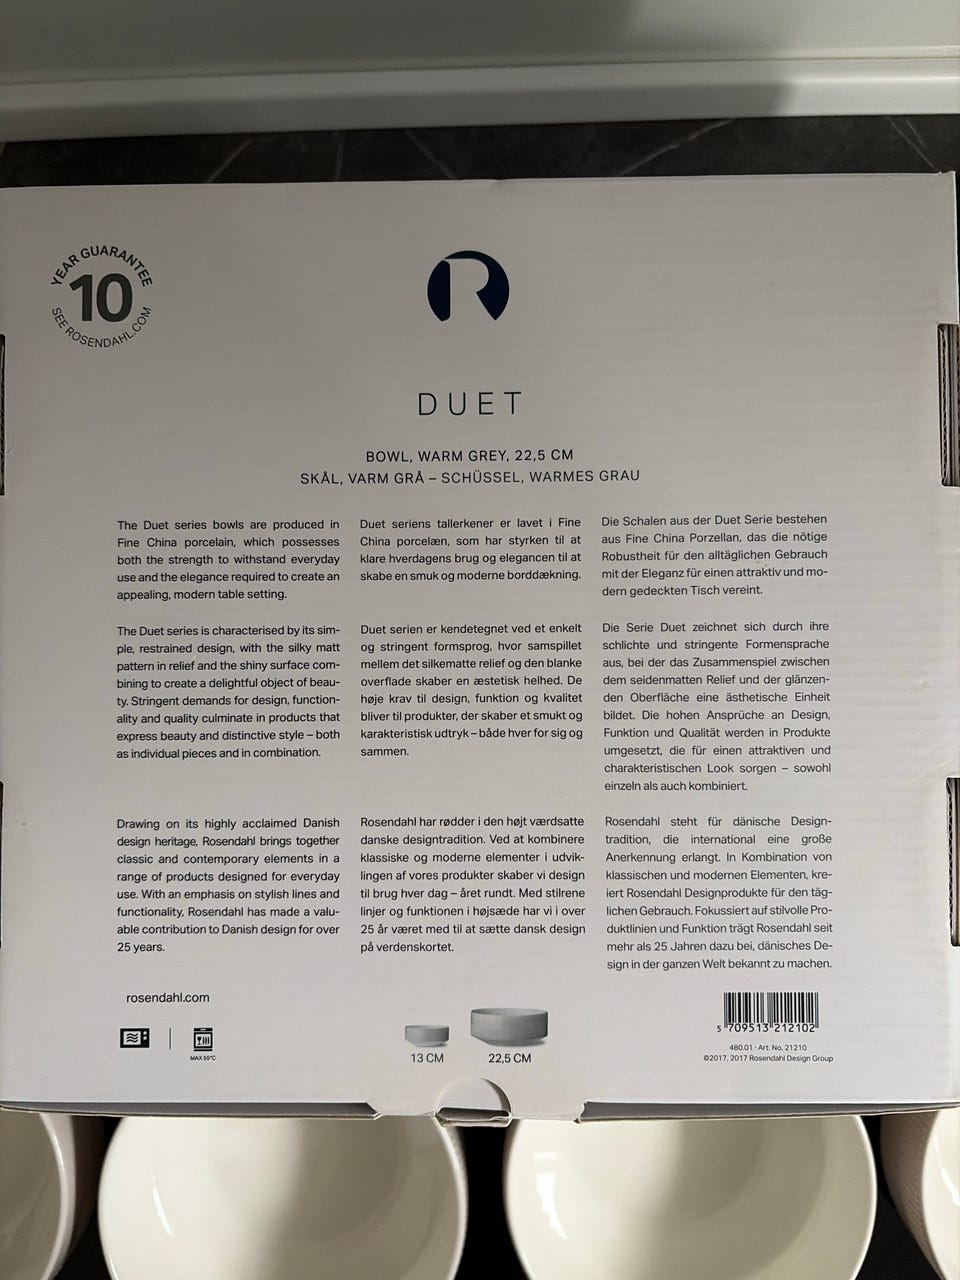 YEAR GUARANTEE
10
SEE ROSENDAHL.COM
R
DUET
BOWL, WARM GREY, 22,5 CM
SKÅL, VARM GRÅ – SCHÜSSEL, WARMES GRAU
The Duet series bowls are produced in
Fine China porcelain, which possesses
both the strength to withstand everyday
use and the elegance required to create an
appealing, modern table setting.
The Duet series is characterised by its sim-
ple, restrained design, with the silky matt
pattern in relief and the shiny surface com-
bining to create a delightful object of beau-
ty. Stringent demands for design, function-
ality and quality culminate in products that
express beauty and distinctive style – both
as individual pieces and in combination.
Drawing on its highly acclaimed Danish
design heritage, Rosendahl brings together
classic and contemporary elements in a
range of products designed for everyday
use. With an emphasis on stylish lines and
functionality, Rosendahl has made a valu-
able contribution to Danish design for over
25 years.
Duet seriens tallerkener er lavet i Fine
China porcelæn, som har styrken til at
klare hverdagens brug og elegancen til at
skabe en smuk og moderne borddækning.
Duet serien er kendetegnet ved et enkelt
og stringent formsprog, hvor samspillet
mellem det silkematte relief og den blanke
overflade skaber en æstetisk helhed. De
høje krav til design, funktion og kvalitet
bliver til produkter, der skaber et smukt og
karakteristisk udtryk – både hver for sig og
sammen.
Rosendahl har rødder i den højt værdsatte
danske designtradition. Ved at kombinere
klassiske og moderne elementer i udvik-
lingen af vores produkter skaber vi design
til brug hver dag – året rundt. Med stilrene
linjer og funktionen i højsæde har vi i over
25 år været med til at sætte dansk design
på verdenskortet.
Die Schalen aus der Duet Serie bestehen
aus Fine China Porzellan, das die nötige
Robustheit für den alltäglichen Gebrauch
mit der Eleganz für einen attraktiv und mo-
dern gedeckten Tisch vereint.
Die Serie Duet zeichnet sich durch ihre
schlichte und stringente Formensprache
aus, bei der das Zusammenspiel zwischen
dem seidenmatten Relief und der glänzen-
den Oberfläche eine ästhetische Einheit
bildet. Die hohen Ansprüche an Design,
Funktion und Qualität werden in Produkte
umgesetzt, die für einen attraktiven und
charakteristischen Look sorgen – sowohl
einzeln als auch kombiniert.
Rosendahl steht für dänische Design-
tradition, die international eine große
Anerkennung erlangt. In Kombination von
klassischen und modernen Elementen, kre-
iert Rosendahl Designprodukte für den täg-
lichen Gebrauch. Fokussiert auf stilvolle Pro-
duktlinien und Funktion trägt Rosendahl seit
mehr als 25 Jahren dazu bei, dänisches De-
sign in der ganzen Welt bekannt zu machen.
rosendahl.com
MAX 55°C
13 CM
22,5 CM
5 709513 212102
480.01 · Art. No. 21210
©2017, 2017 Rosendahl Design Group